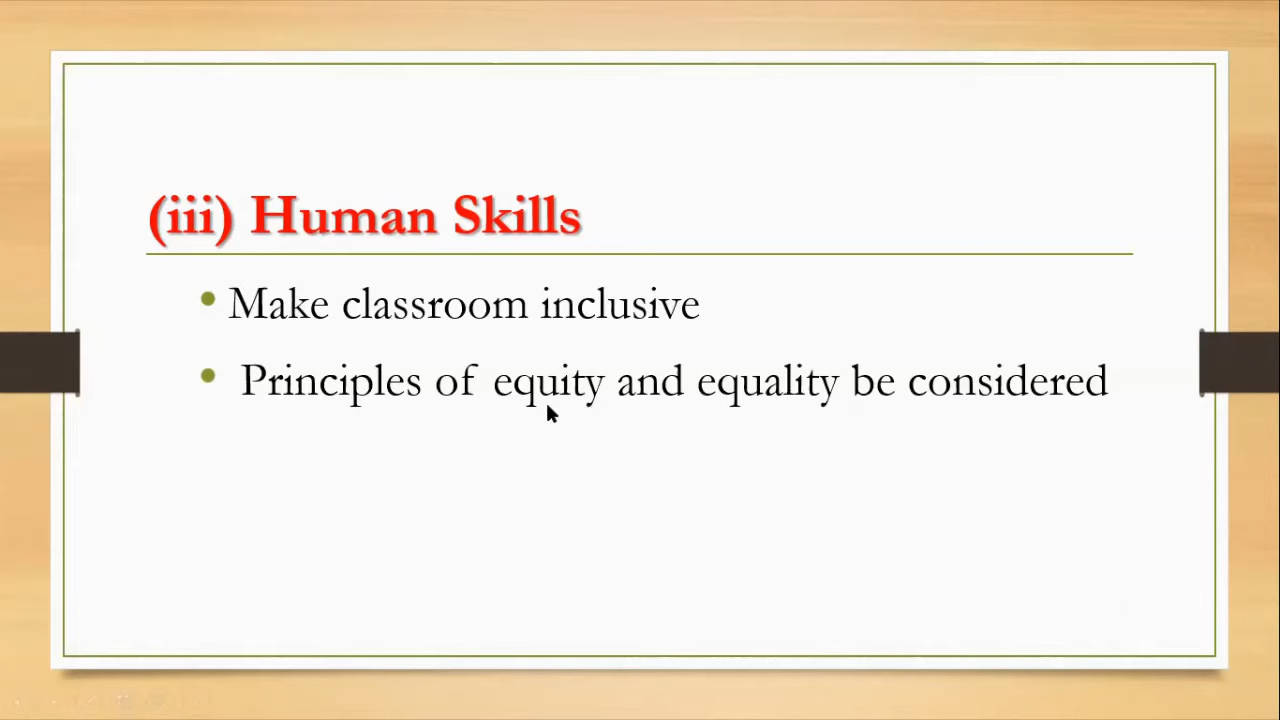 (iii) Human Skills
• Make classroom inclusive
• Principles of equity and equality be considered